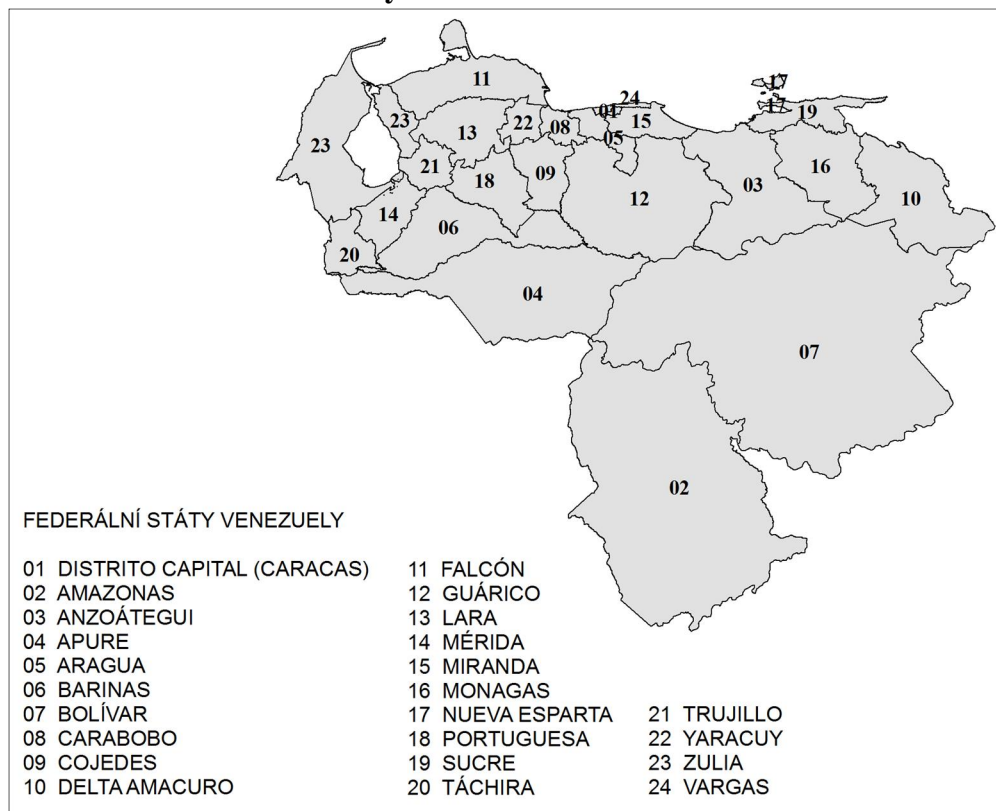 17
11
24
17
01
19
23
22
08
15
13
05
23
21
16
09
18
03
12
10
14
06
20
04
07
02
FEDERÁLNÍ STÁTY VENEZUELY
01 DISTRITO CAPITAL (CARACAS)
02 AMAZONAS
03 ANZOÁTEGUI
04 APURE
05 ARAGUA
06 BARINAS
07 BOLÍVAR
08 CARABOBO
09 COJEDES
10 DELTA AMACURO
11 FALCÓN
12 GUÁRICO
13 LARA
14 MÉRIDA
15 MIRANDA
16 MONAGAS
17 NUEVA ESPARTA
18 PORTUGUESA
19 SUCRE
20 TÁCHIRA
21 TRUJILLO
22 YARACUY
23 ZULIA
24 VARGAS